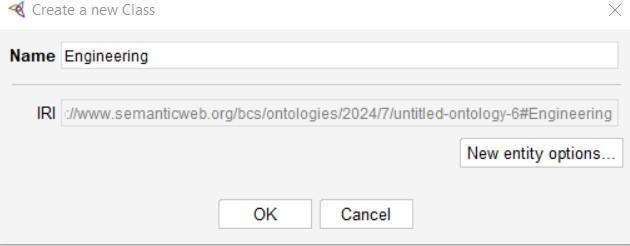 Create a new Class
Name Engineering
IRI ://www.semanticweb.org/bcs/ontologies/2024/7/untitled-ontology-6#Engineering
New entity options...
OK Cancel